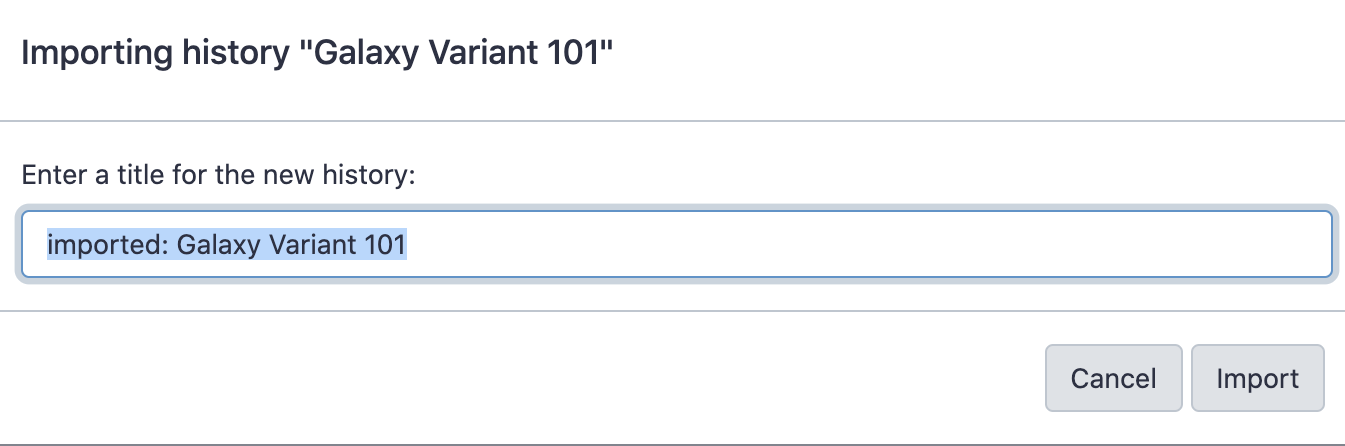 Importing history "Galaxy Variant 101"
Enter a title for the new history:
imported: Galaxy Variant 101
Cancel Import